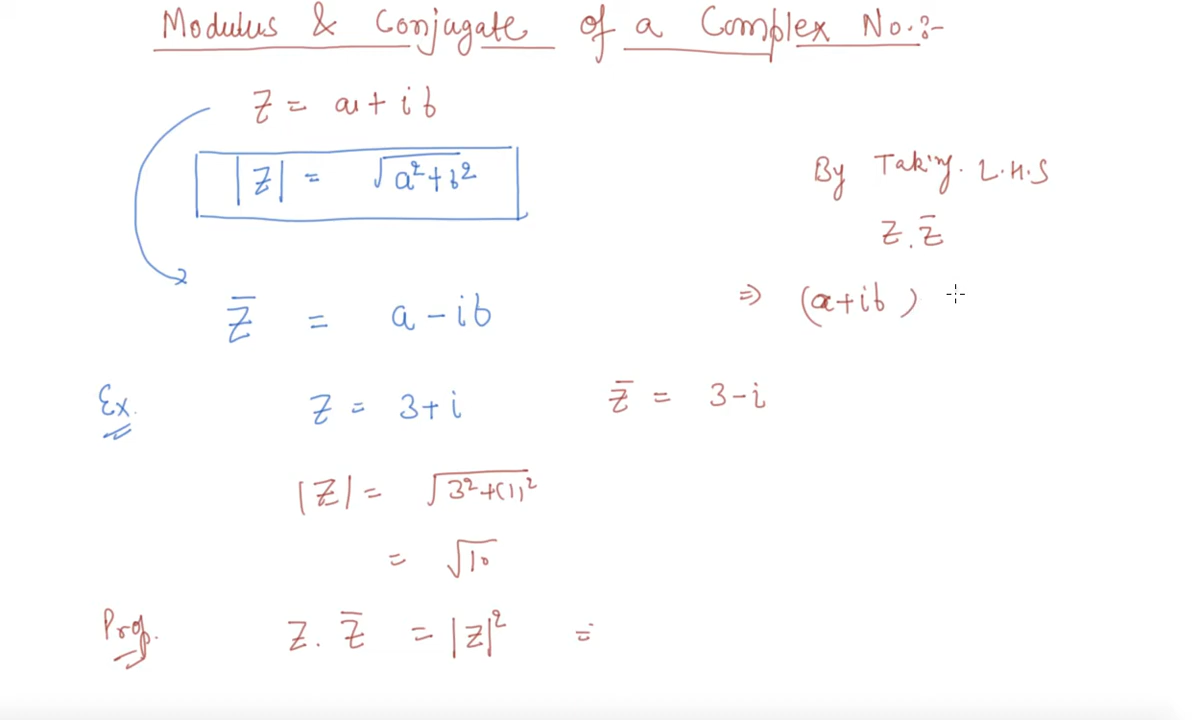 Modulus & Conjugate of a Complex No.:-
Z = a + ib
|Z| = √a²+b²
Z̅ = a - ib
Ex. Z = 3+i Z̅ = 3-i
|Z| = √3²+(1)²
= √10
Prop. Z. Z̅ = |Z|² =
By Taking. L.H.S
Z. Z̅
⇒ (a+ib)